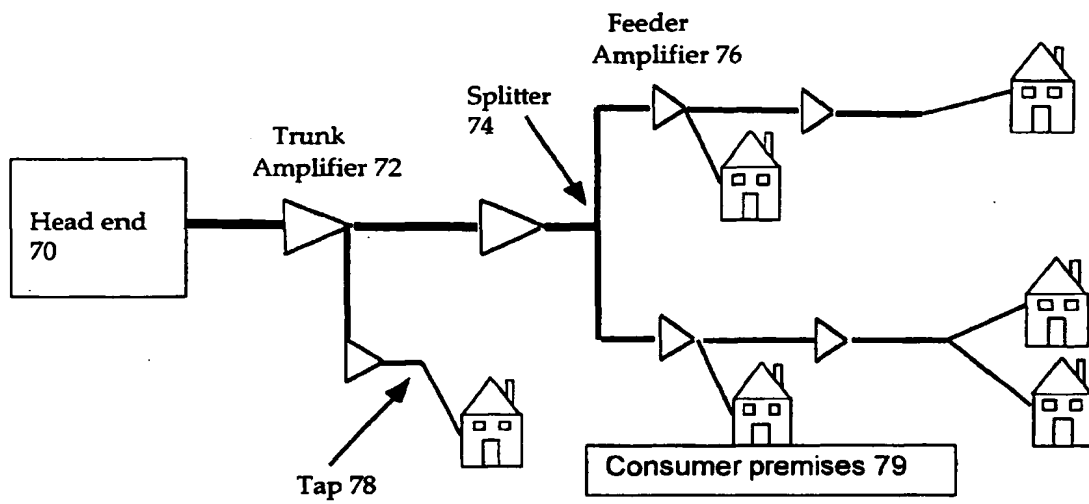 Feeder
Amplifier 76
Splitter
74
Trunk
Amplifier 72
Head end
70
Tap 78
Consumer premises 79